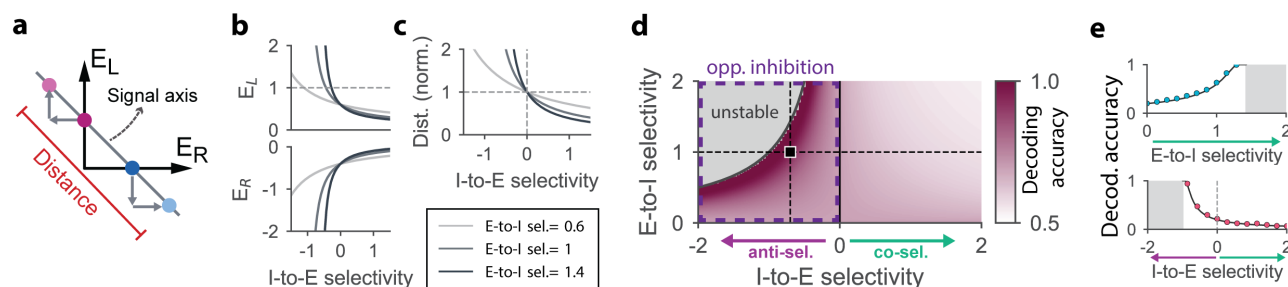 a
E_L
Signal axis
E_R
Distance
b
2
1
0
E_L
0
-1
-2
E_R
0
I-to-E selectivity
c
2
1
0
Dist. (norm.)
-1
0
1
I-to-E selectivity
E-to-I sel.= 0.6
E-to-I sel.= 1
E-to-I sel.= 1.4
d
opp. inhibition
2
1
0
E-to-I selectivity
unstable
-2
0
2
anti-sel.
co-sel.
I-to-E selectivity
1.0
0.5
Decoding
accuracy
e
Decod. accuracy
1
0
0
1
2
E-to-I selectivity
1
0
-2
0
2
I-to-E selectivity